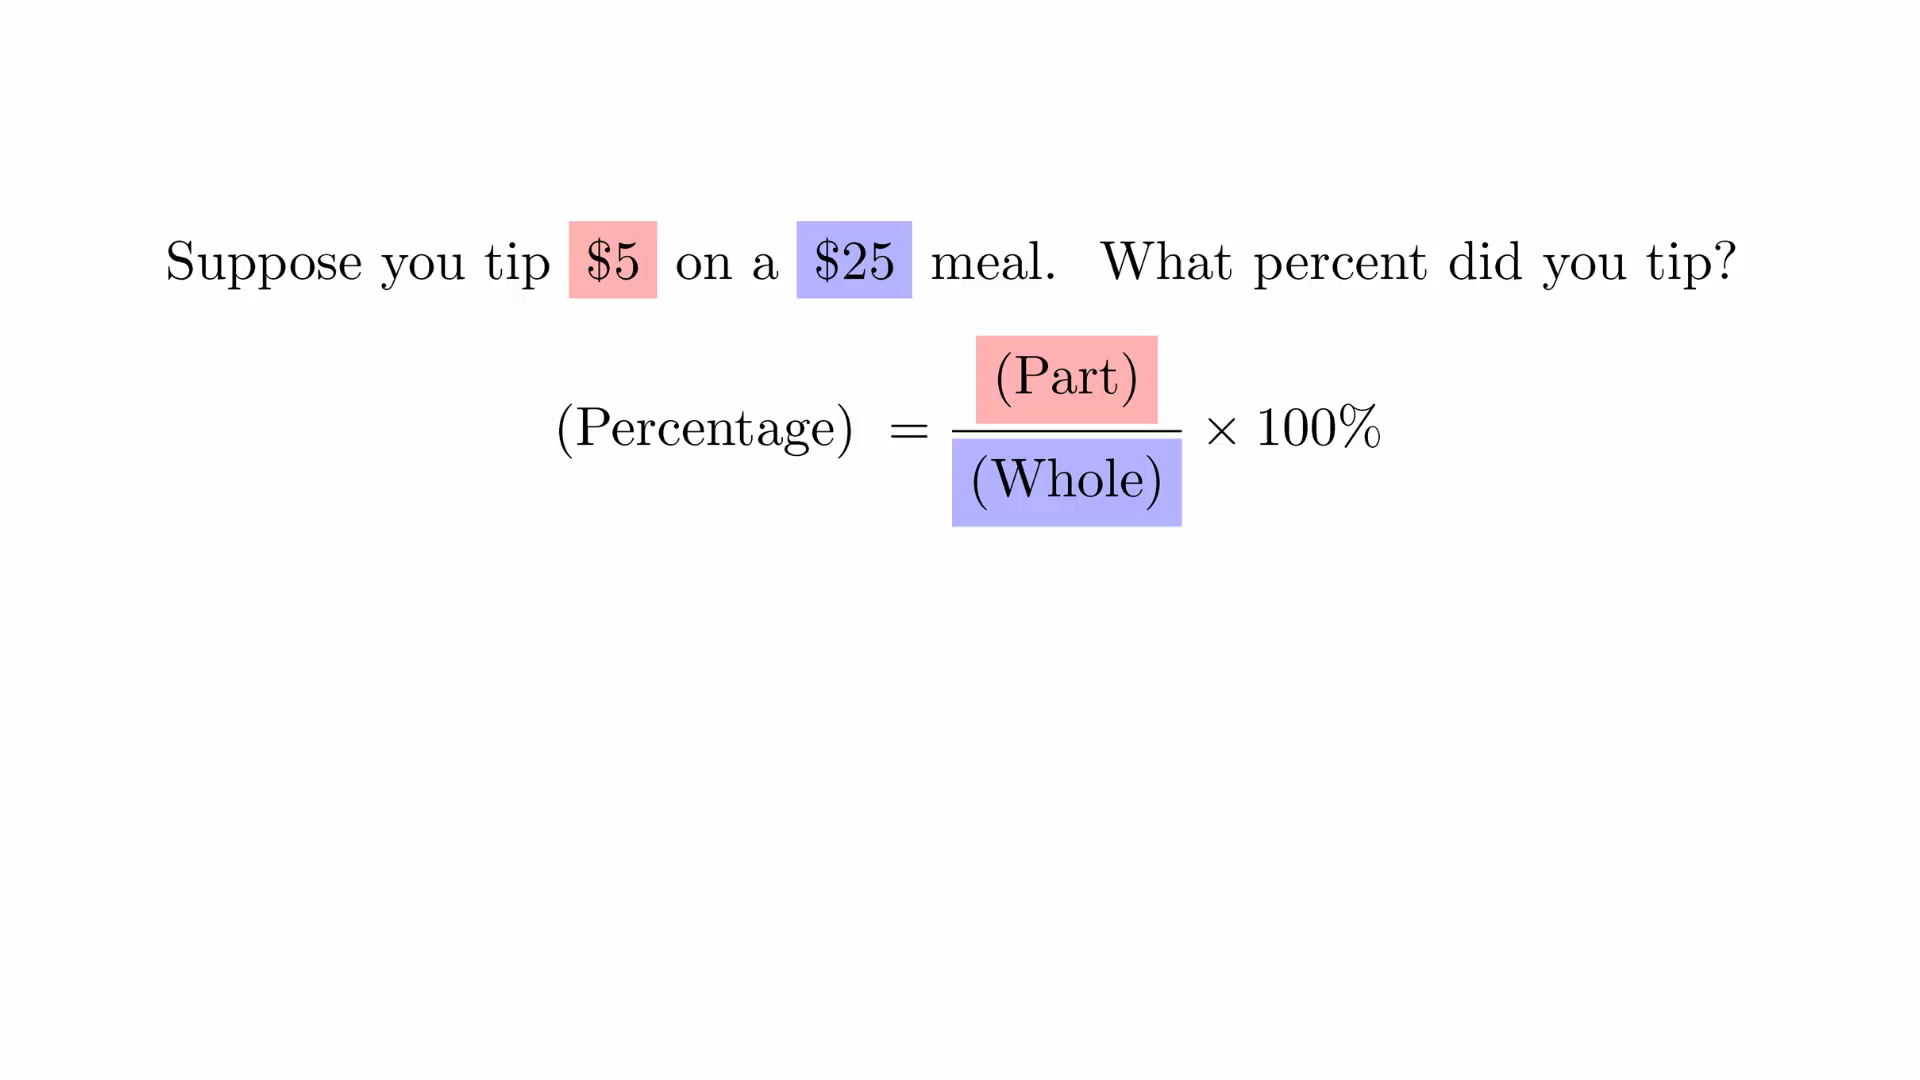 Suppose you tip $5 on a $25 meal. What percent did you tip?
(Percentage) = (Part) / (Whole) × 100%